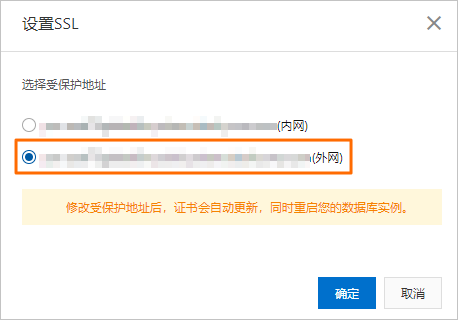 设置SSL
选择受保护地址
(内网)
(外网)
修改受保护地址后，证书会自动更新，同时重启您的数据库实例。
确定
取消